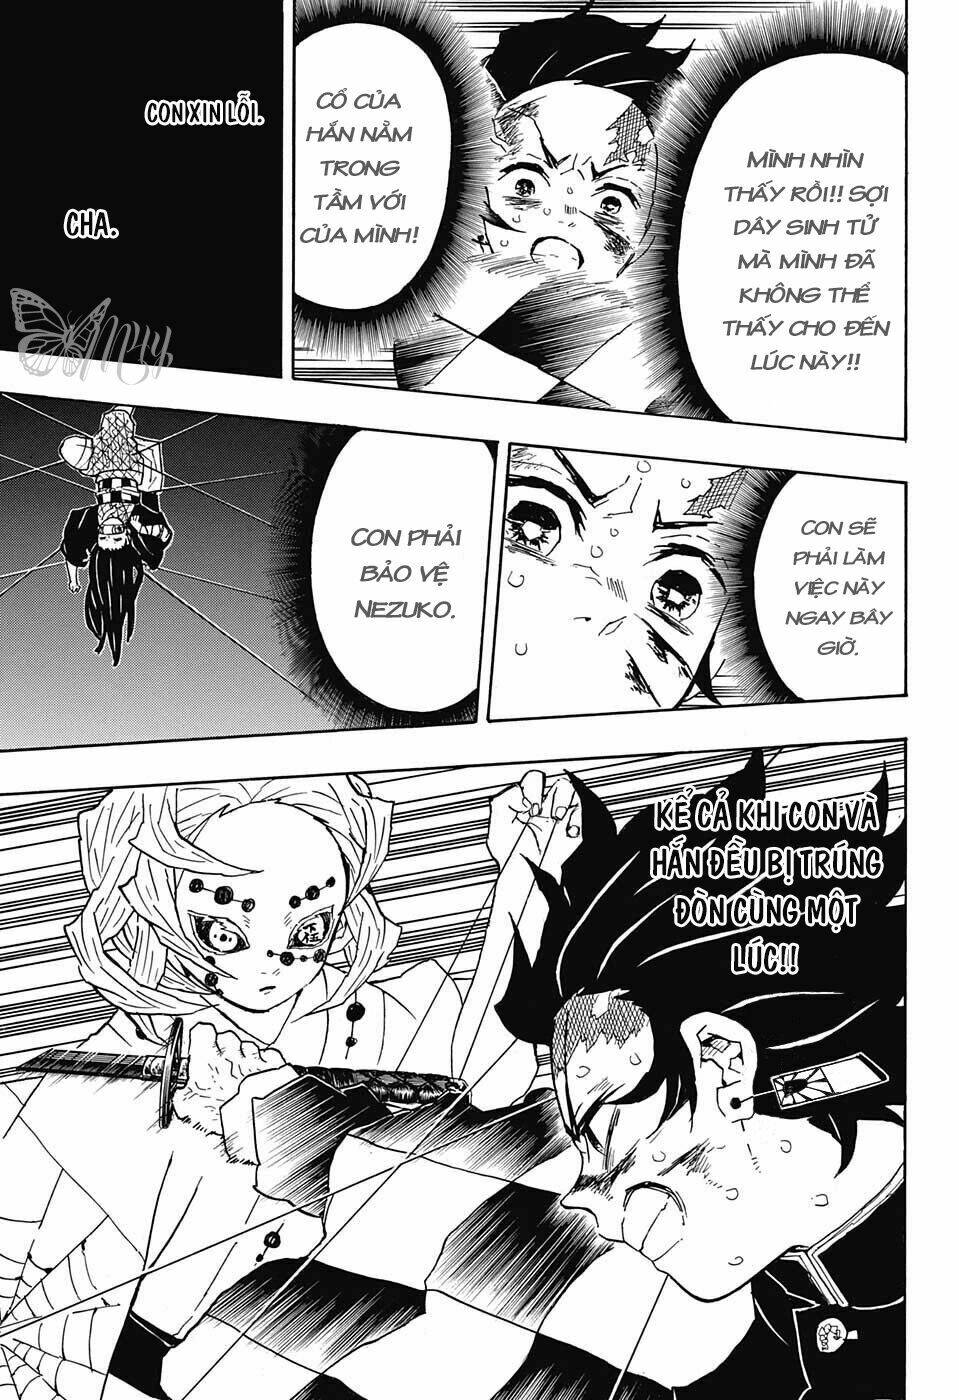 MÌNH NHÌN
THẤY RỒI!! SỢI
DÂY SINH TỬ
MÀ MÌNH ĐÃ
KHÔNG THỂ
THẤY CHO ĐẾN
LÚC NÀY!!
CỔ CỦA
HẮN NẰM
TRONG
TẦM VỚI
CỦA MÌNH!
CON XIN LỖI.
CHA.
CON SẼ
PHẢI LÀM
VIỆC NÀY
NGAY BÂY
GIỜ.
CON PHẢI
BẢO VỆ
NEZUKO.
KỂ CẢ KHI CON VÀ
HẮN ĐỀU BỊ TRÚNG
ĐÒN CÙNG MỘT
LÚC!!